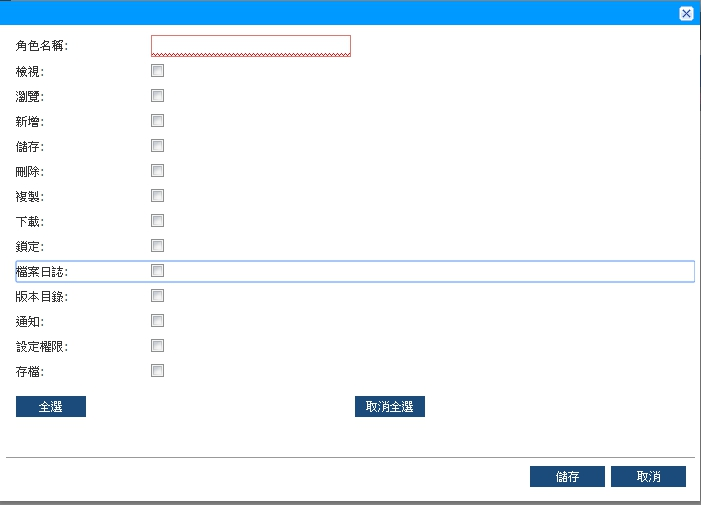 角色名稱:
檢視:
瀏覽:
新增:
儲存:
刪除:
複製:
下載:
鎖定:
檔案日誌:
版本目錄:
通知:
設定權限:
存檔:
全選 取消全選
儲存 取消